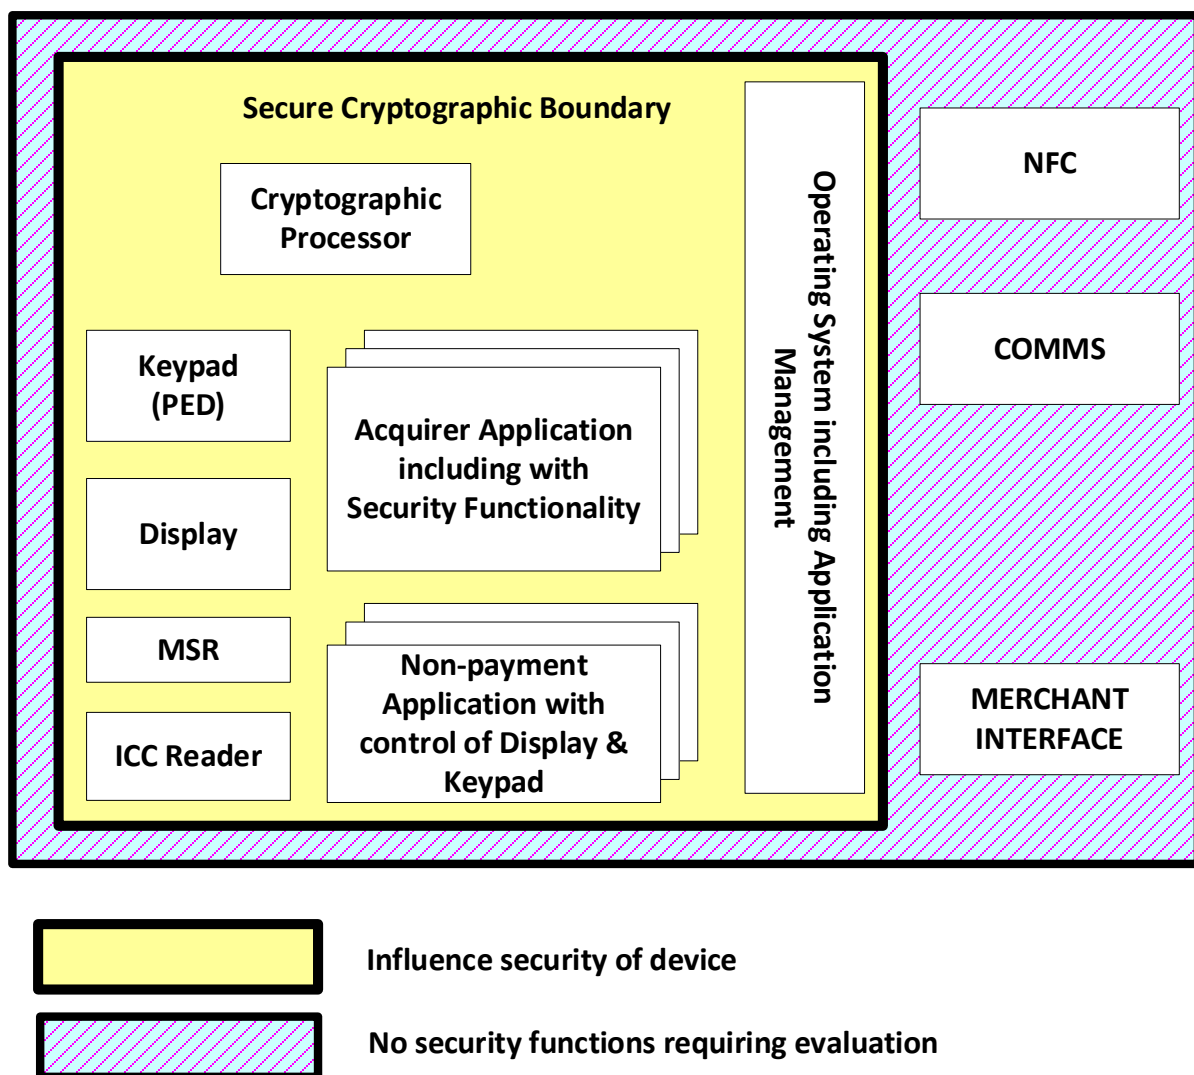 Secure Cryptographic Boundary
Cryptographic
Processor
Keypad
(PED)
Display
MSR
ICC Reader
Acquirer Application
including with
Security Functionality
Non-payment
Application with
control of Display &
Keypad
Operating System including Application
Management
NFC
COMMS
MERCHANT
INTERFACE
Influence security of device
No security functions requiring evaluation